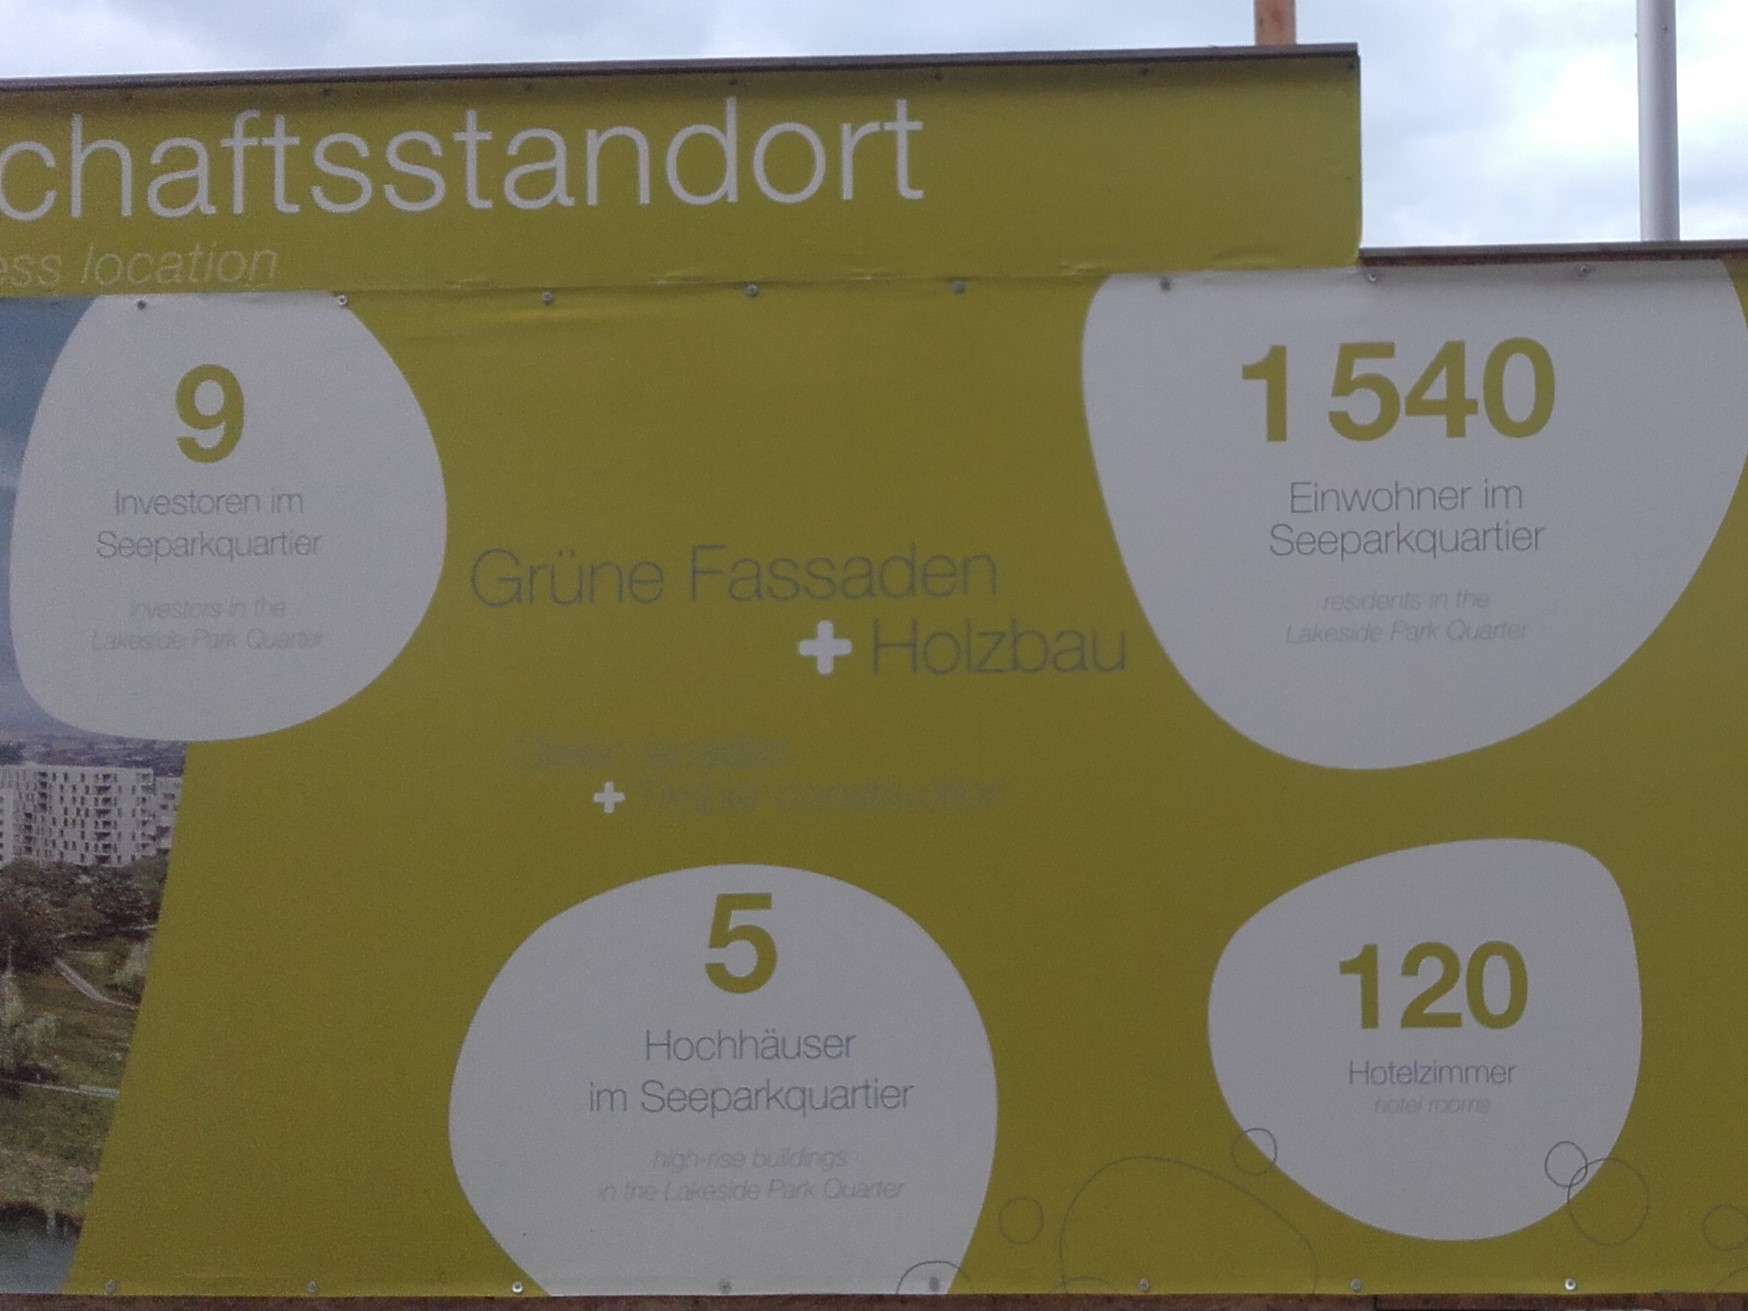 chaftsstandort
ess location
9
Investoren im
Seeparkquartier
investors in the
Lakeside Park Quarter
1 540
Einwohner im
Seeparkquartier
residents in the
Lakeside Park Quarter
Grüne Fassaden
+ Holzbau
+
5
Hochhäuser
im Seeparkquartier
high-rise buildings
in the Lakeside Park Quarter
120
Hotelzimmer
hotel rooms